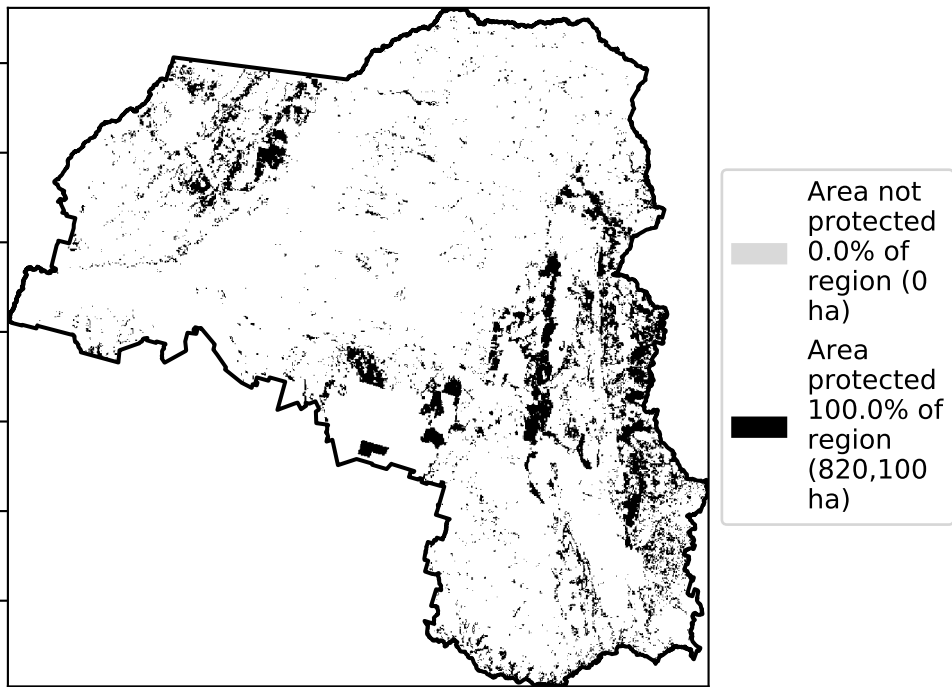 Area not
protected
0.0% of
region (0
ha)
Area
protected
100.0% of
region
(820,100
ha)